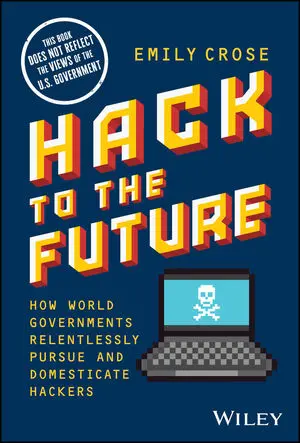 THIS BOOK
DOES NOT REFLECT
THE VIEWS OF THE
U.S. GOVERNMENT
EMILY CROSE
HACK
TO THE
FUTURE
HOW WORLD
GOVERNMENTS
RELENTLESSLY
PURSUE AND
DOMESTICATE
HACKERS
WILEY